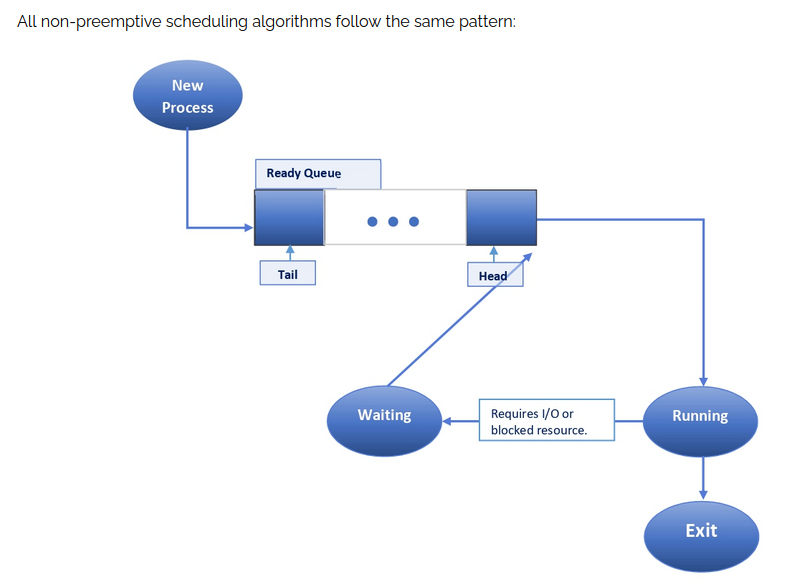 All non-preemptive scheduling algorithms follow the same pattern:
New
Process
Ready Queue
Tail
Head
Waiting
Requires I/O or
blocked resource.
Running
Exit